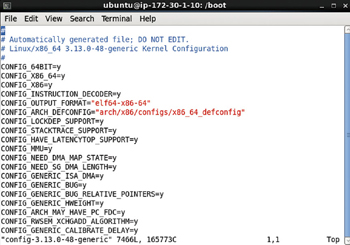 ubuntu@ip-172-30-1-10: /boot
File Edit View Search Terminal Help
#
# Automatically generated file; DO NOT EDIT.
# Linux/x86_64 3.13.0-48-generic Kernel Configuration
#
CONFIG_64BIT=y
CONFIG_X86_64=y
CONFIG_X86=y
CONFIG_INSTRUCTION_DECODER=y
CONFIG_OUTPUT_FORMAT="elf64-x86-64"
CONFIG_ARCH_DEFCONFIG="arch/x86/configs/x86_64_defconfig"
CONFIG_LOCKDEP_SUPPORT=y
CONFIG_STACKTRACE_SUPPORT=y
CONFIG_HAVE_LATENCYTOP_SUPPORT=y
CONFIG_MMU=y
CONFIG_NEED_DMA_MAP_STATE=y
CONFIG_NEED_SG_DMA_LENGTH=y
CONFIG_GENERIC_ISA_DMA=y
CONFIG_GENERIC_BUG=y
CONFIG_GENERIC_BUG_RELATIVE_POINTERS=y
CONFIG_GENERIC_HWEIGHT=y
CONFIG_ARCH_MAY_HAVE_PC_FDC=y
CONFIG_RWSEM_XCHGADD_ALGORITHM=y
CONFIG_GENERIC_CALIBRATE_DELAY=y
"config-3.13.0-48-generic" 7466L, 165773C 1,1 Top